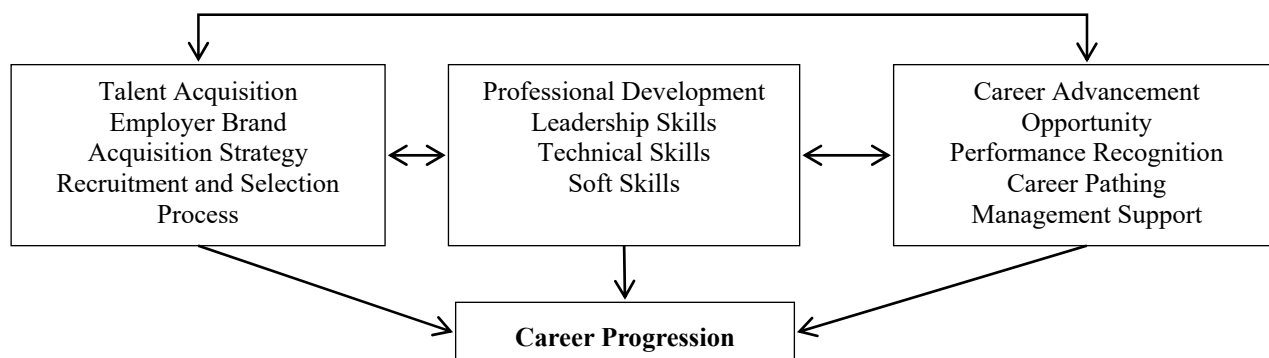 Talent Acquisition
Employer Brand
Acquisition Strategy
Recruitment and Selection
Process
Professional Development
Leadership Skills
Technical Skills
Soft Skills
Career Advancement
Opportunity
Performance Recognition
Career Pathing
Management Support
Career Progression